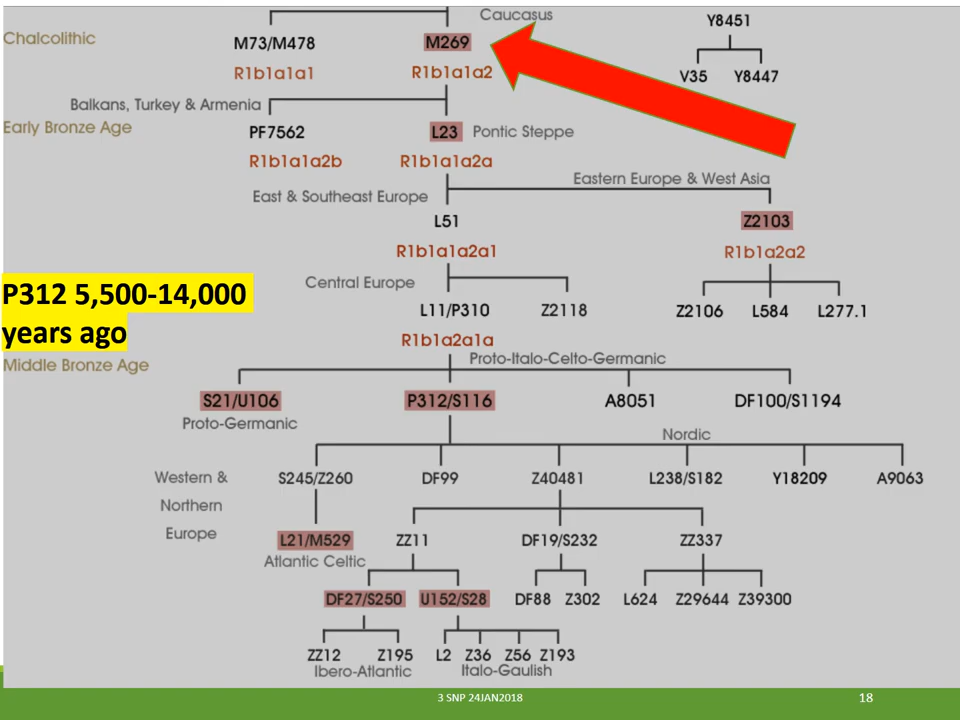 Caucasus
Y8451
Chalcolithic
M73/M478
M269
R1b1a1a1
R1b1a1a2
V35
Y8447
Balkans, Turkey & Armenia
Early Bronze Age
PF7562
L23
Pontic Steppe
R1b1a1a2b
R1b1a1a2a
Eastern Europe & West Asia
East & Southeast Europe
L51
Z2103
R1b1a1a2a1
R1b1a2a2
Central Europe
P312 5,500-14,000
years ago
L11/P310
Z2118
Z2106
L584
L277.1
R1b1a2a1a
Proto-Italo-Celto-Germanic
Middle Bronze Age
S21/U106
P312/S116
A8051
DF100/S1194
Proto-Germanic
Nordic
Western &
Northern
Europe
S245/Z260
DF99
Z40481
L238/S182
Y18209
A9063
L21/M529
ZZ11
DF19/S232
ZZ337
Atlantic Celtic
DF27/S250
U152/S28
DF88
Z302
L624
Z29644
Z39300
ZZ12
Z195
L2
Z36
Z56
Z193
Ibero-Atlantic
Italo-Gaulish
3 SNP 24JAN2018
18